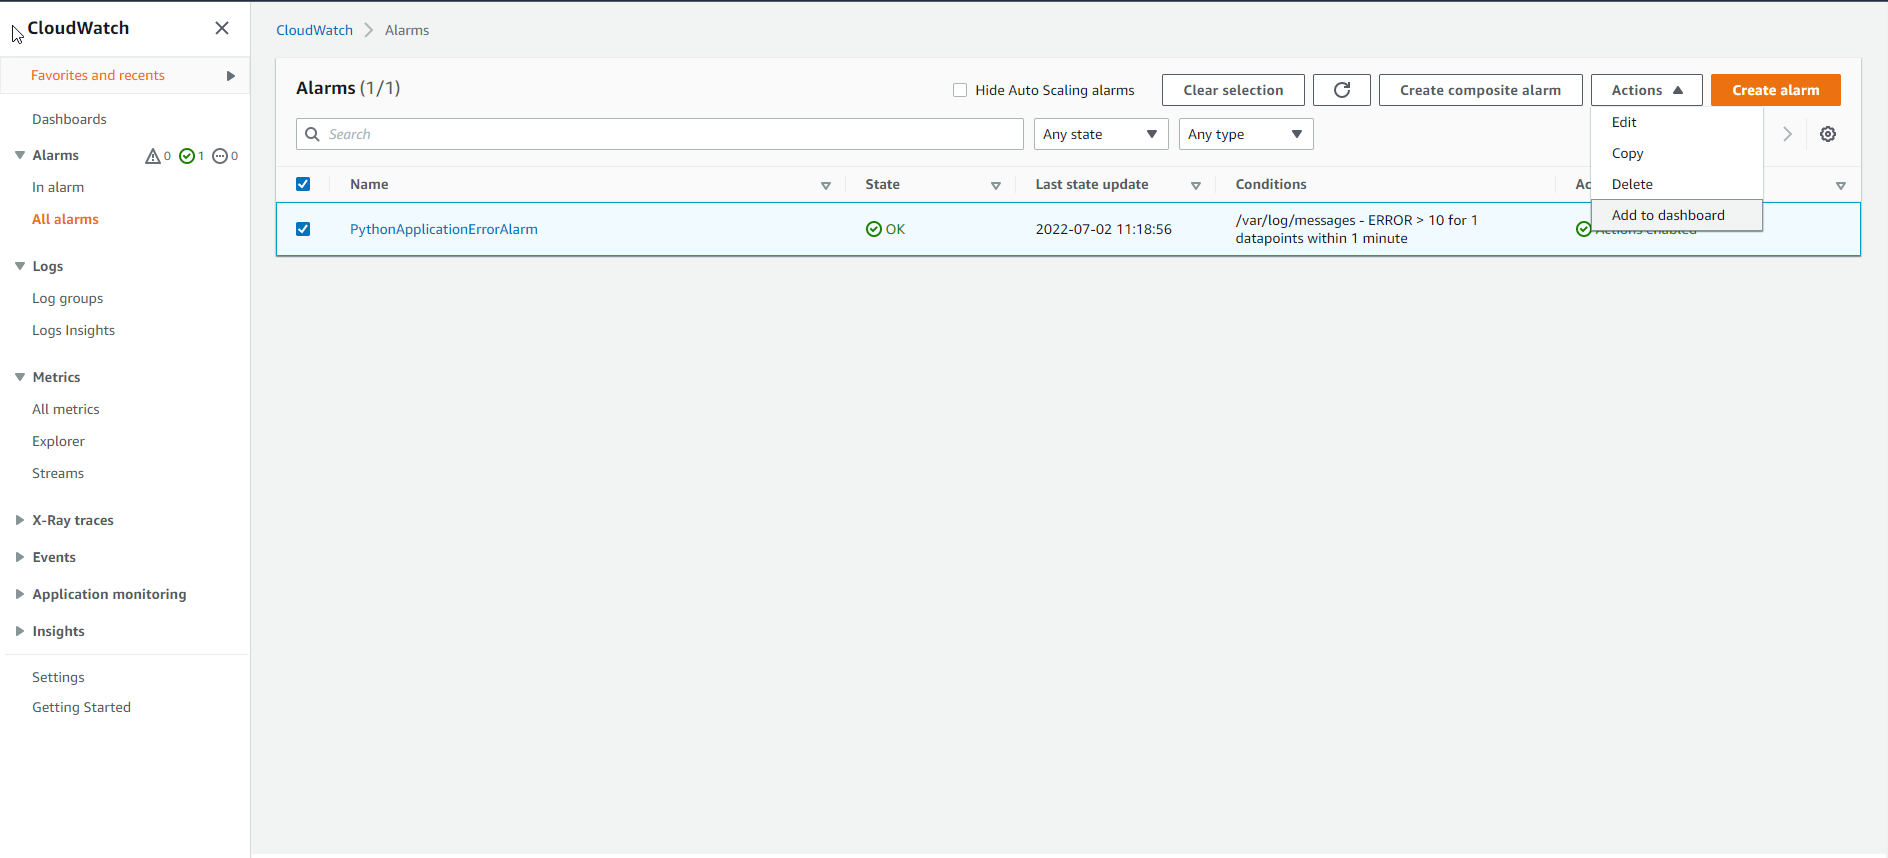 CloudWatch
Favorites and recents
Dashboards
Alarms 0 1 0
In alarm
All alarms
Logs
Log groups
Logs Insights
Metrics
All metrics
Explorer
Streams
X-Ray traces
Events
Application monitoring
Insights
Settings
Getting Started
CloudWatch Alarms
Alarms (1/1) Hide Auto Scaling alarms Clear selection Create composite alarm Actions Create alarm
Search Any state Any type
Edit
Copy
Delete
Add to dashboard
Name State Last state update Conditions
PythonApplicationErrorAlarm OK 2022-07-02 11:18:56 /var/log/messages - ERROR > 10 for 1
datapoints within 1 minute
Actions enabled